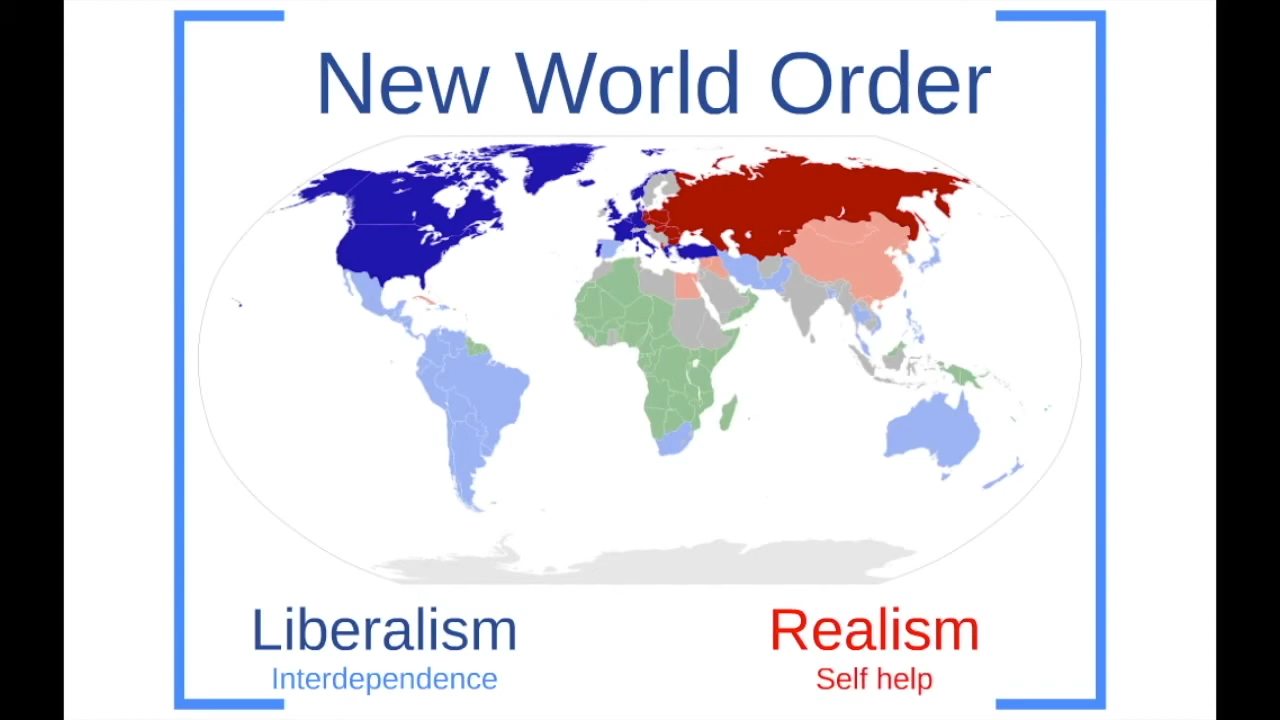 New World Order
Liberalism
Interdependence
Realism
Self help